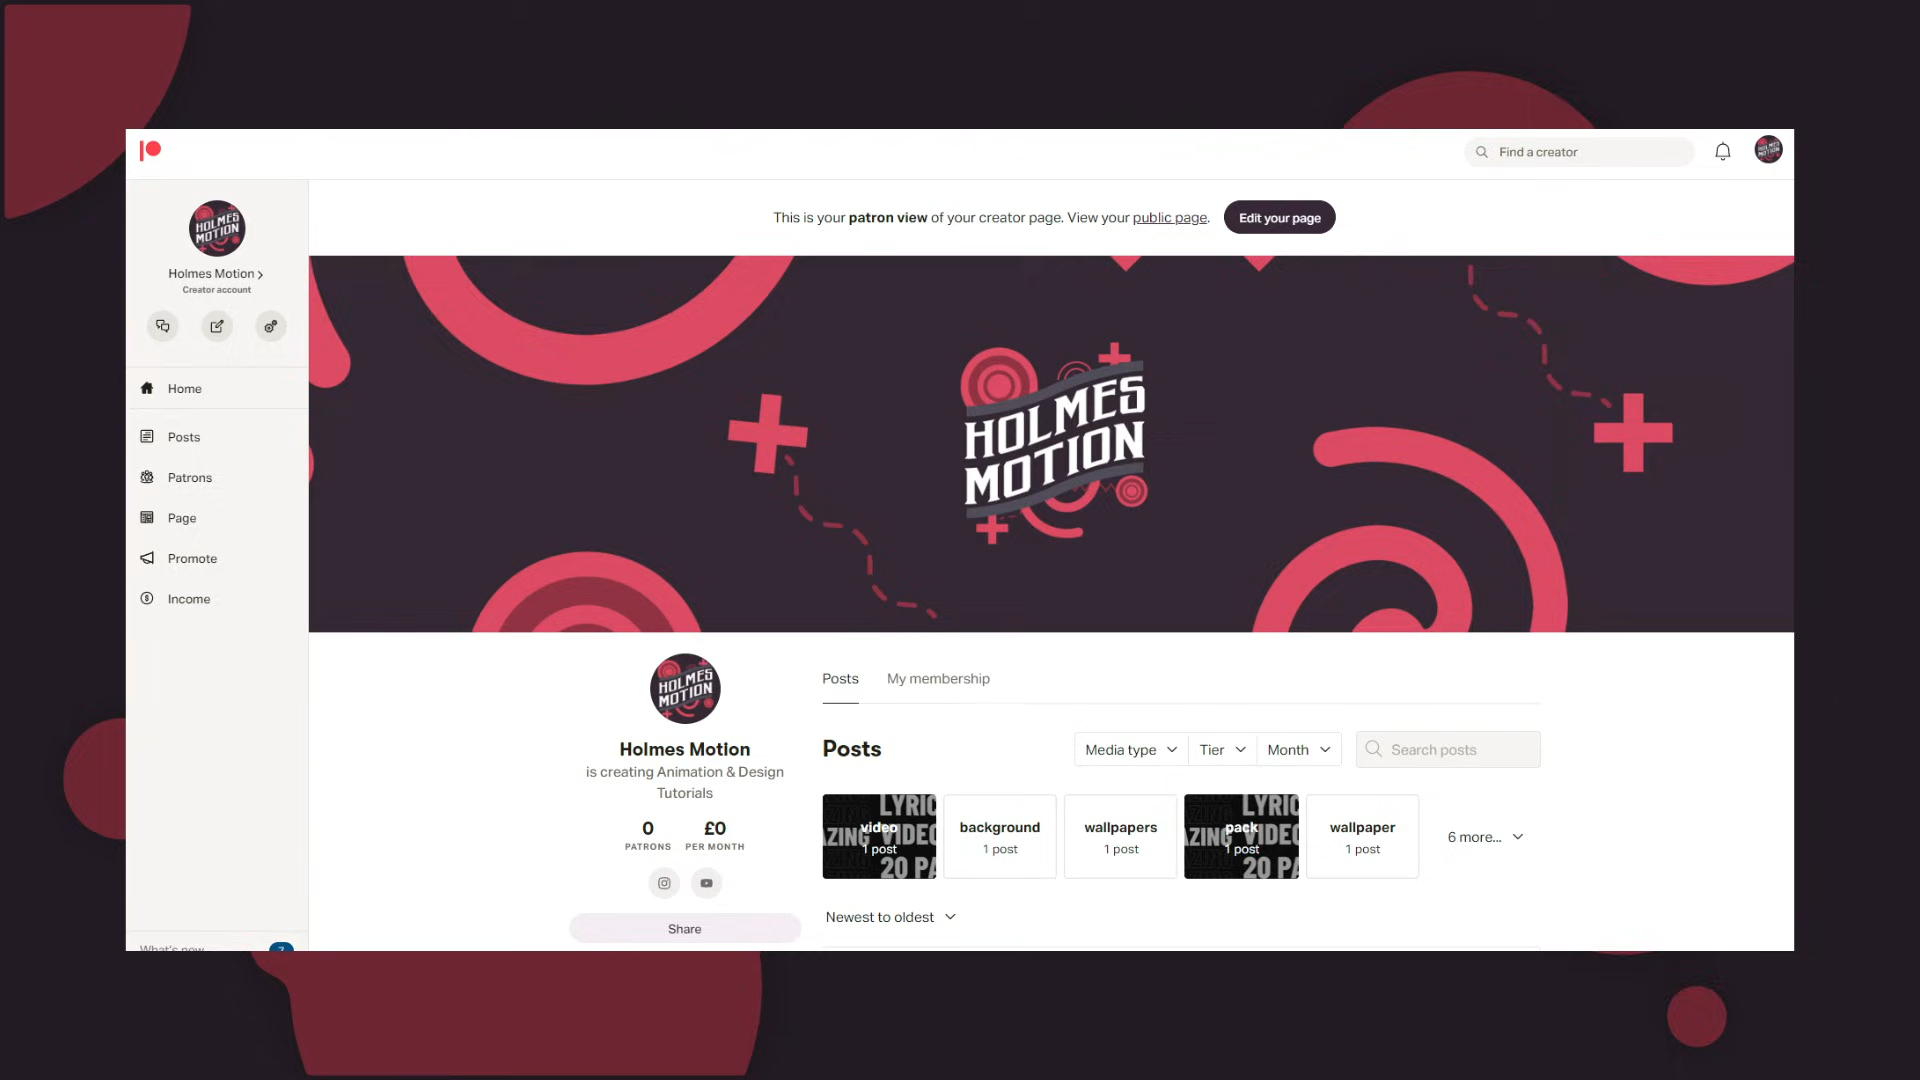 Find a creator
HOLMES
MOTION
Holmes Motion
Creator account
Home
Posts
Patrons
Page
Promote
Income
What's new
This is your patron view of your creator page. View your public page.
Edit your page
HOLMES
MOTION
HOLMES
MOTION
Holmes Motion
is creating Animation & Design
Tutorials
0
PATRONS
£0
PER MONTH
Share
Posts
My membership
Posts
Media type
Tier
Month
Search posts
video
1 post
background
1 post
wallpapers
1 post
pack
1 post
wallpaper
1 post
6 more...
Newest to oldest